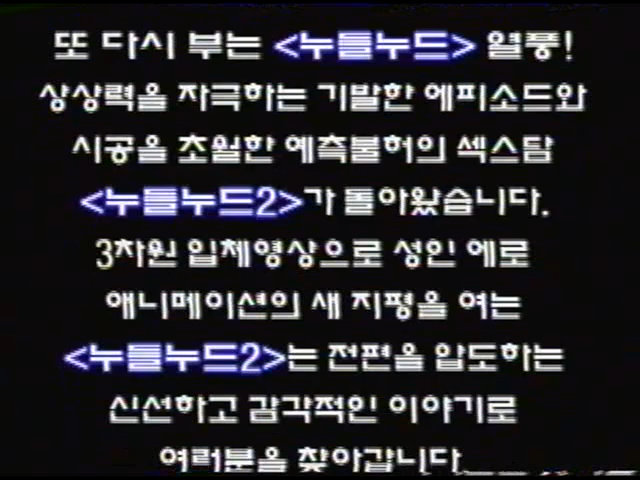 또 다시 부는 <누들누드> 열풍!
상상력을 자극하는 기발한 에피소드와
시공을 초월한 예측불허의 섹스담
<누들누드2>가 돌아왔습니다.
3차원 입체영상으로 성인 에로
애니메이션의 새 지평을 여는
<누들누드2>는 전편을 압도하는
신선하고 감각적인 이야기로
여러분을 찾아갑니다